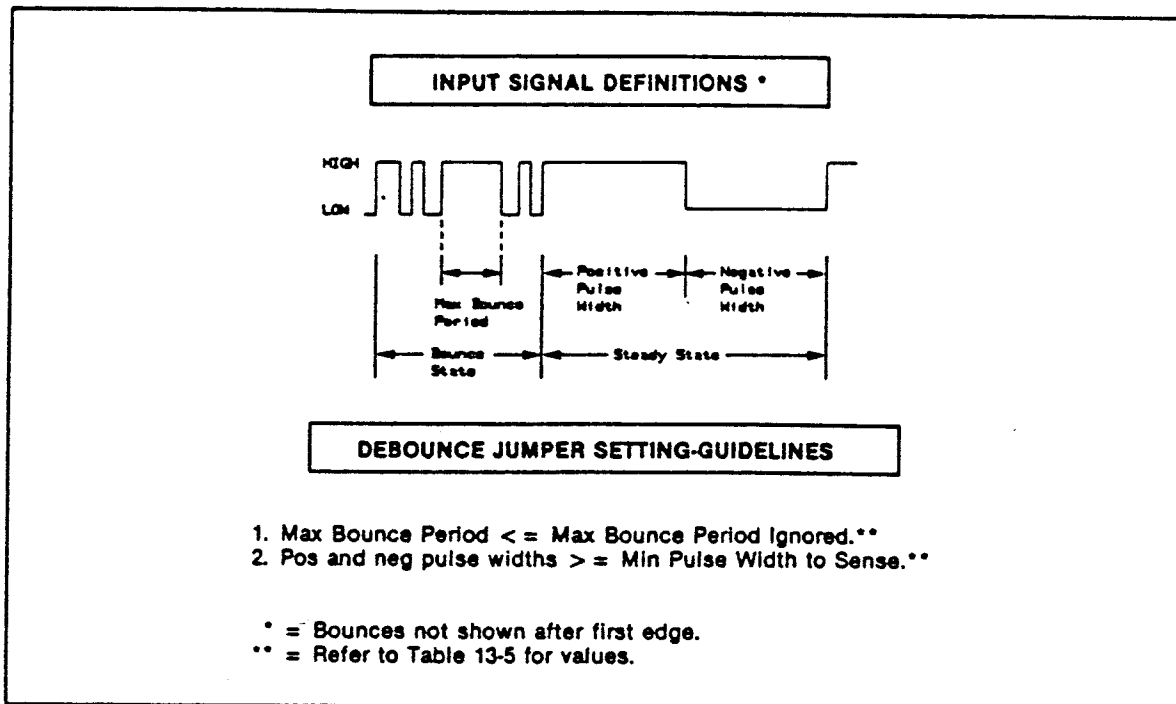 INPUT SIGNAL DEFINITIONS *
HIGH
LOW
Positive
Pulse
Width
Negative
Pulse
Width
Max Bounce
Period
Bounce
State
Steady State
DEBOUNCE JUMPER SETTING-GUIDELINES
1. Max Bounce Period < = Max Bounce Period Ignored.**
2. Pos and neg pulse widths > = Min Pulse Width to Sense.**
* = Bounces not shown after first edge.
** = Refer to Table 13-5 for values.